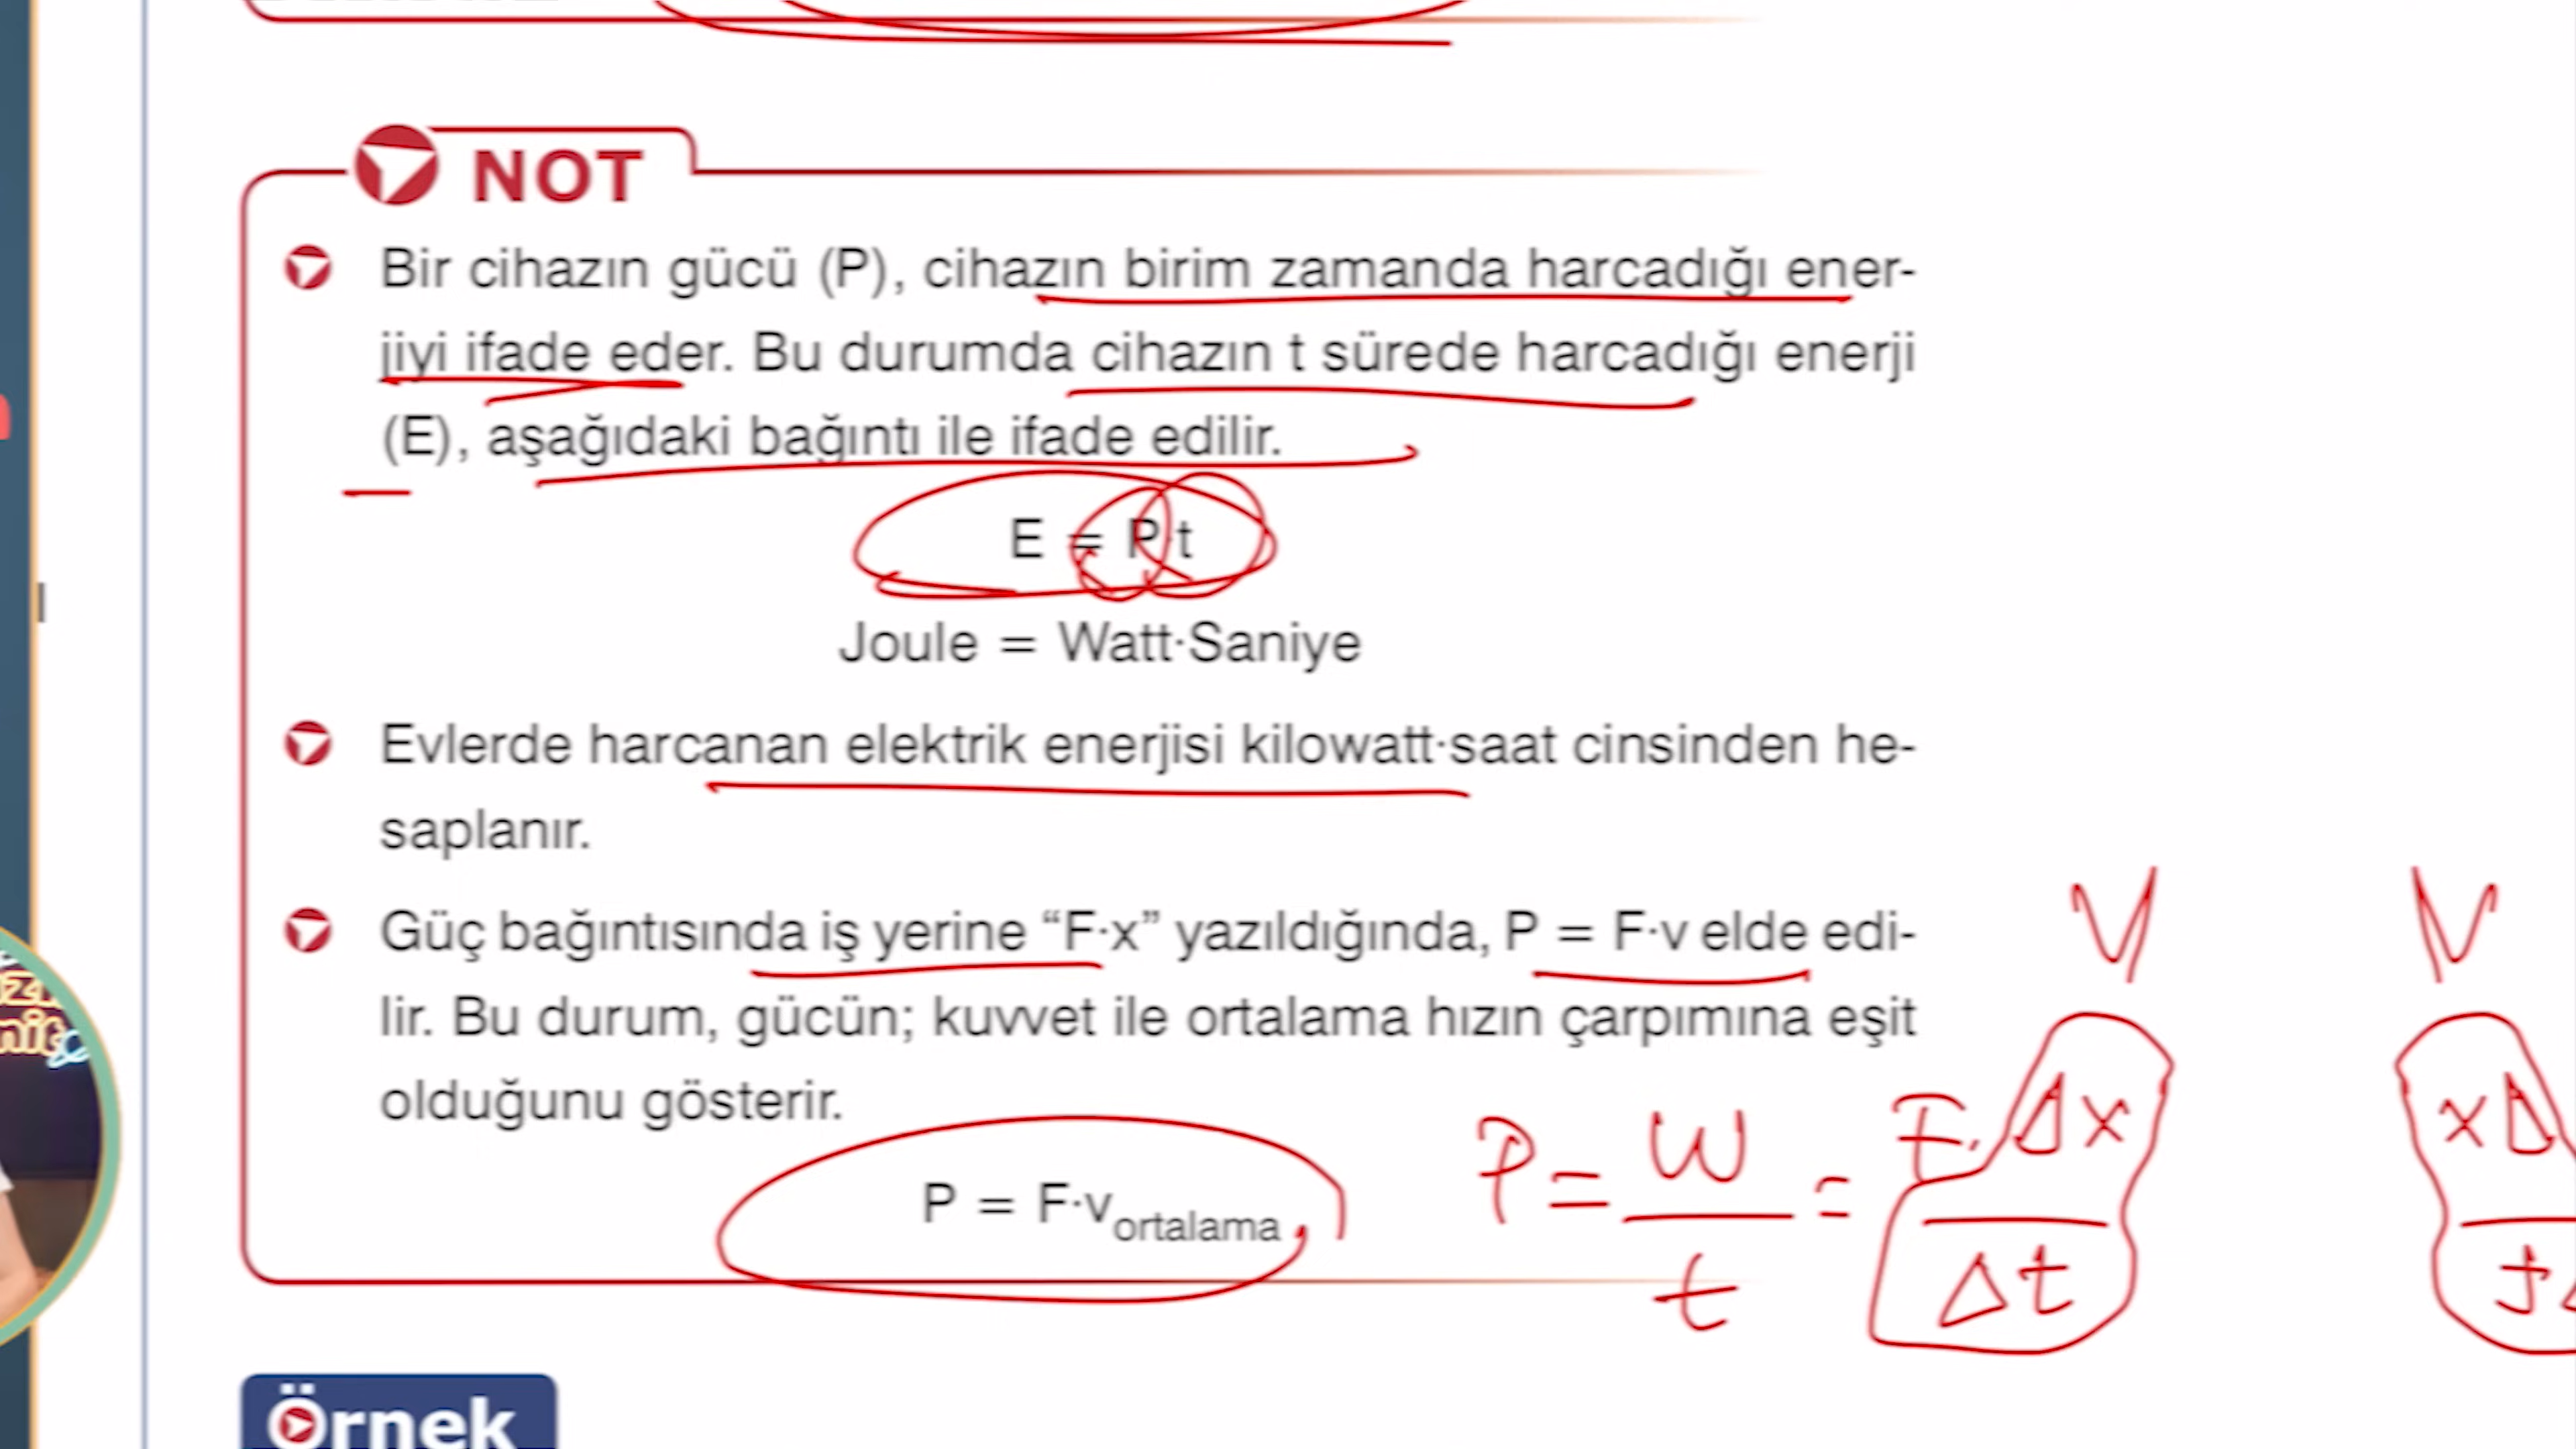 NOT
Bir cihazın gücü (P), cihazın birim zamanda harcadığı ener-
jiyi ifade eder. Bu durumda cihazın t sürede harcadığı enerji
(E), aşağıdaki bağıntı ile ifade edilir.
E = P·t
Joule = Watt·Saniye
Evlerde harcanan elektrik enerjisi kilowatt·saat cinsinden he-
saplanır.
Güç bağıntısında iş yerine “F·x” yazıldığında, P = F·v elde edi-
lir. Bu durum, gücün; kuvvet ile ortalama hızın çarpımına eşit
olduğunu gösterir.
V
P = F·vortalama
P = W / t = F. Δx / Δt
Örnek